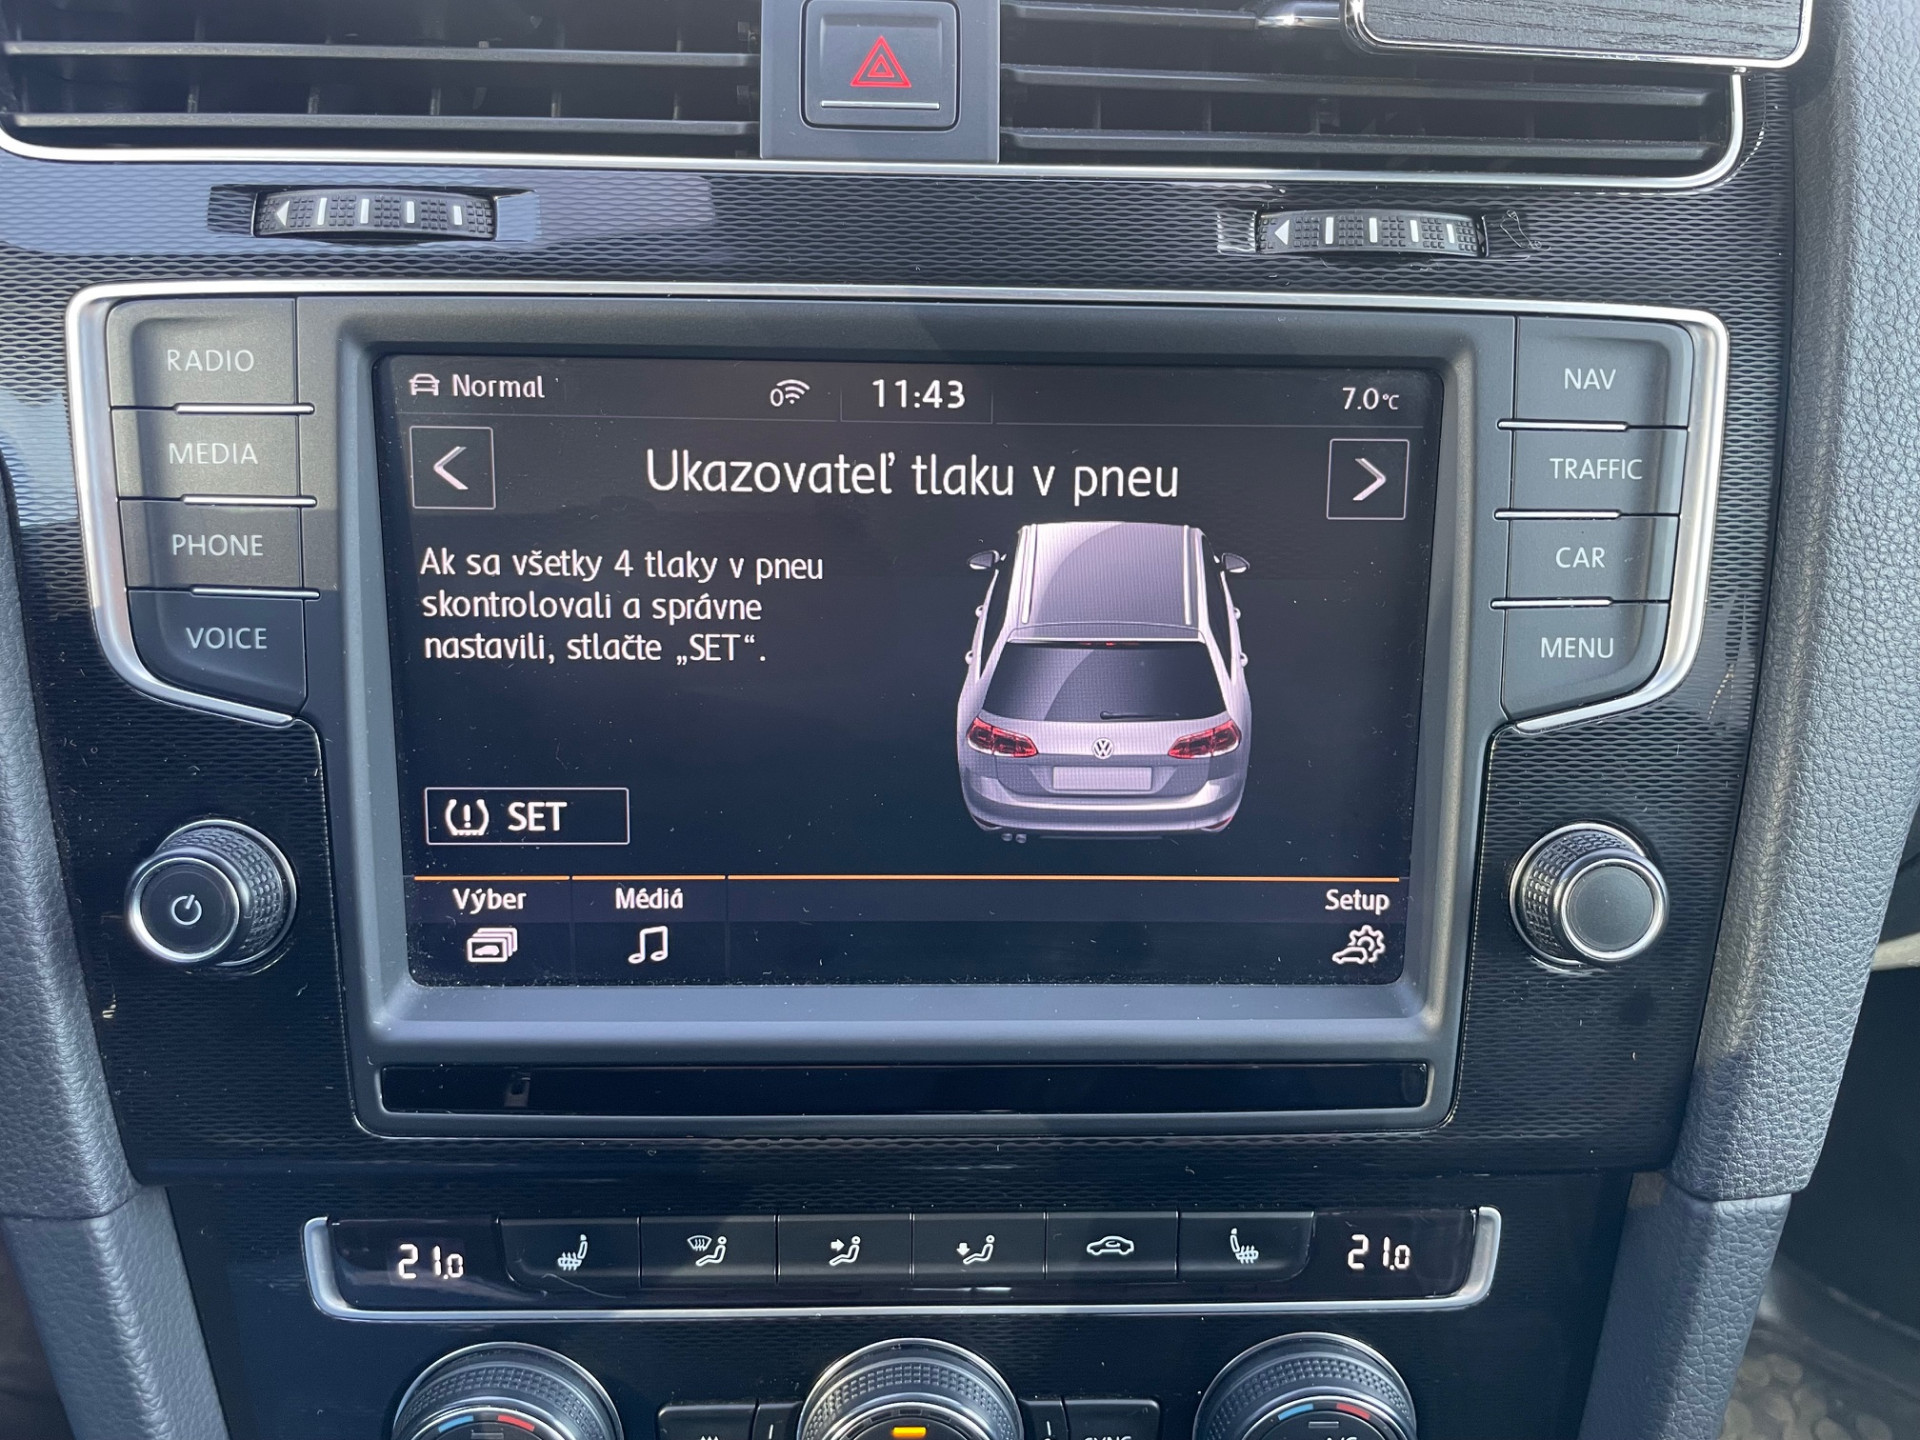 RADIO
MEDIA
PHONE
VOICE
NAV
TRAFFIC
CAR
MENU
Normal
0
11:43
7.0°C
Ukazovateľ tlaku v pneu
Ak sa všetky 4 tlaky v pneu
skontrolovali a správne
nastavili, stlačte „SET“.
SET
Výber
Médiá
Setup
21.0
21.0